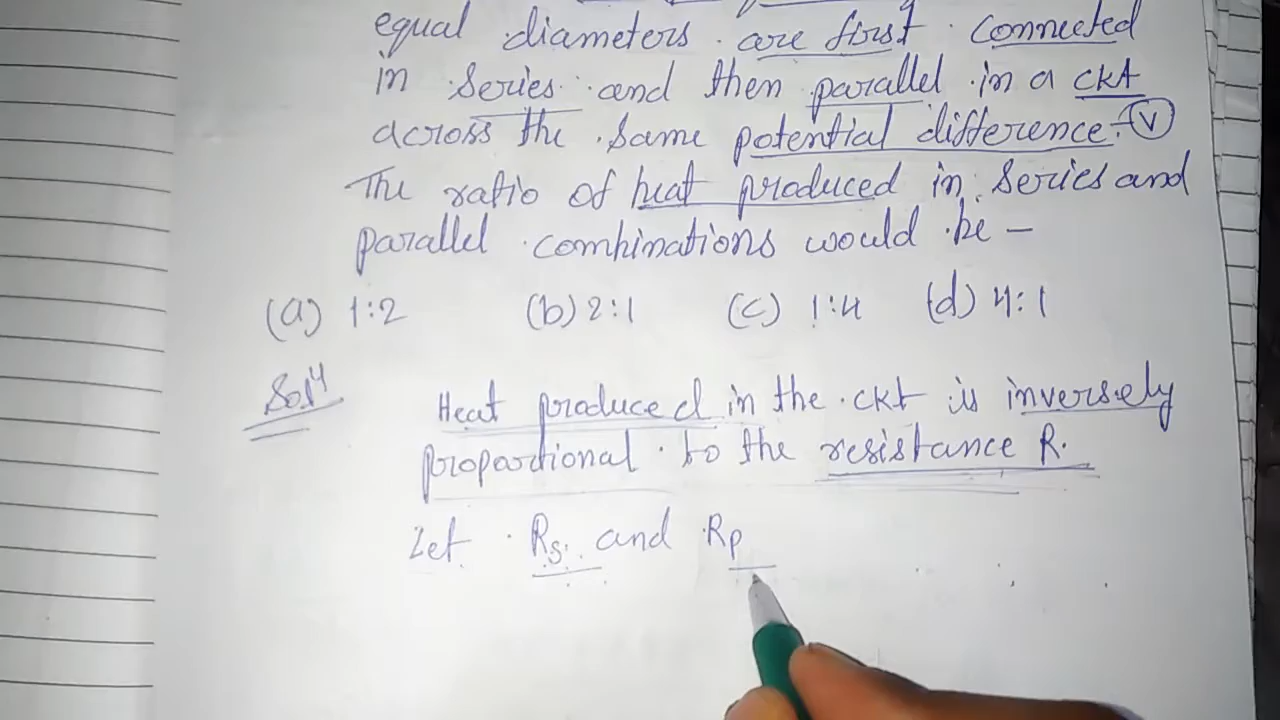 equal diameters are first connected
in series and then parallel in a ckt
across the same potential difference (V)
The ratio of heat produced in series and
parallel combinations would be –
(a) 1:2 (b) 2:1 (c) 1:4 (d) 4:1
Heat produced in the ckt is inversely
proportional to the resistance R.
Let Rs and Rp